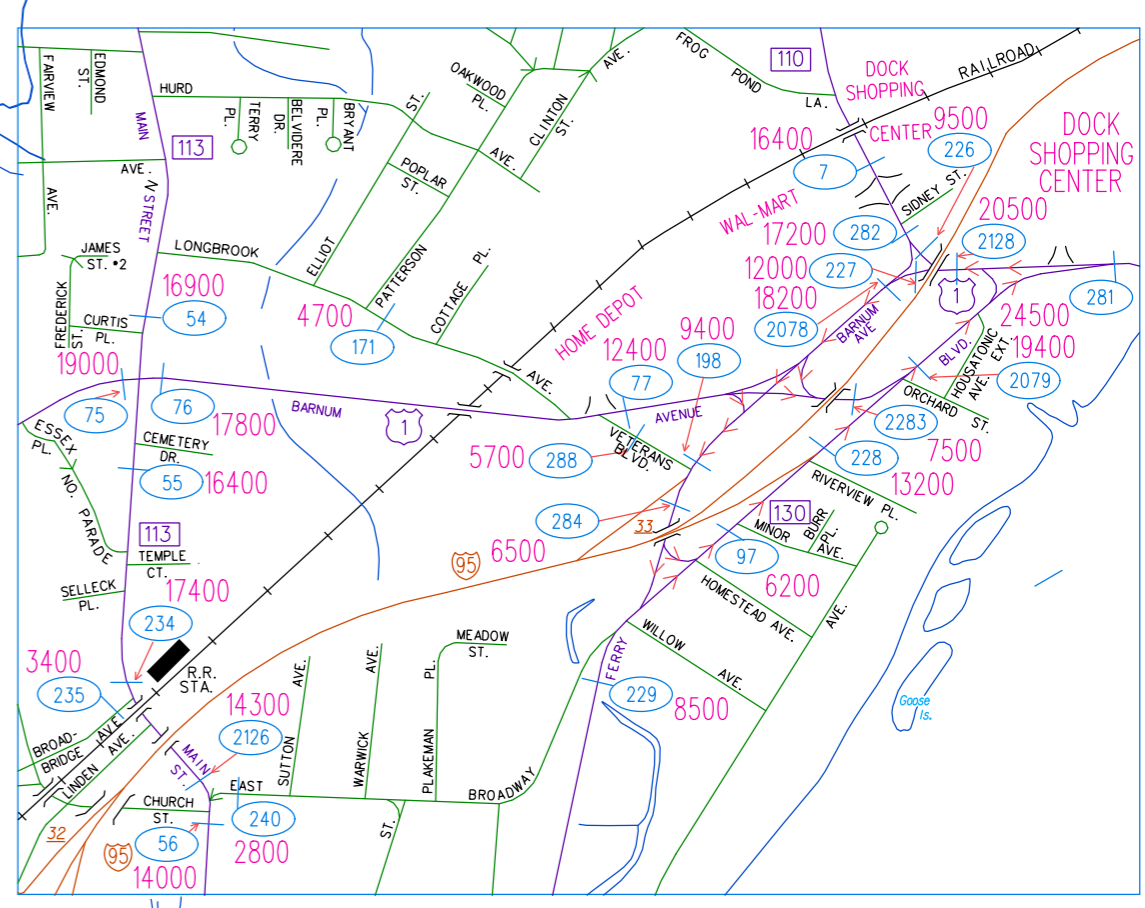 FAIRVIEW
AVE.
EDMOND
ST.
MAIN
N STREET
113
HURD
AVE.
TERRY
PL.
BELVIDERE
DR.
BRYANT
PL.
AVE.
OAKWOOD
PL.
CLINTON
ST.
AVE.
ELLIOT
ST.
POPLAR
ST.
PATTERSON
COTTAGE PL.
FROG
POND
LA.
110
DOCK
SHOPPING
CENTER
RAILROAD
DOCK
SHOPPING
CENTER
16400
7
9500
226
WAL-MART
SIDNEY ST.
17200
282
20500
2128
12000
227
18200
2078
1
281
JAMES
ST. •2
FREDERICK
ST.
CURTIS
PL.
LONGBROOK
AVE.
16900
54
4700
171
HOME DEPOT
9400
198
12400
77
BARNUM
AVE
BLVD.
24500
19400
2079
HOUSATONIC
AVE. EXT.
ORCHARD
ST.
2283
7500
228
13200
19000
75
76
17800
BARNUM
1
AVENUE
VETERANS
BLVD.
5700
288
ESSEX
PL.
NO. PARADE
CEMETERY
DR.
55
16400
113
TEMPLE
CT.
SELLECK
PL.
17400
234
284
33
6500
95
130
RIVERVIEW PL.
MINOR
AVE.
BURR
PL.
97
6200
HOMESTEAD AVE.
AVE.
WILLOW
AVE.
FERRY
229
8500
Goose
Is.
3400
235
R.R.
STA.
14300
2126
MEADOW
ST.
SUTTON
AVE.
WARWICK
AVE.
PLAKEMAN
PL.
BROAD-
BRIDGE AVE
LINDEN AVE.
MAIN
ST.
EAST
BROADWAY
CHURCH
ST.
32
95
56
14000
240
2800
ST.